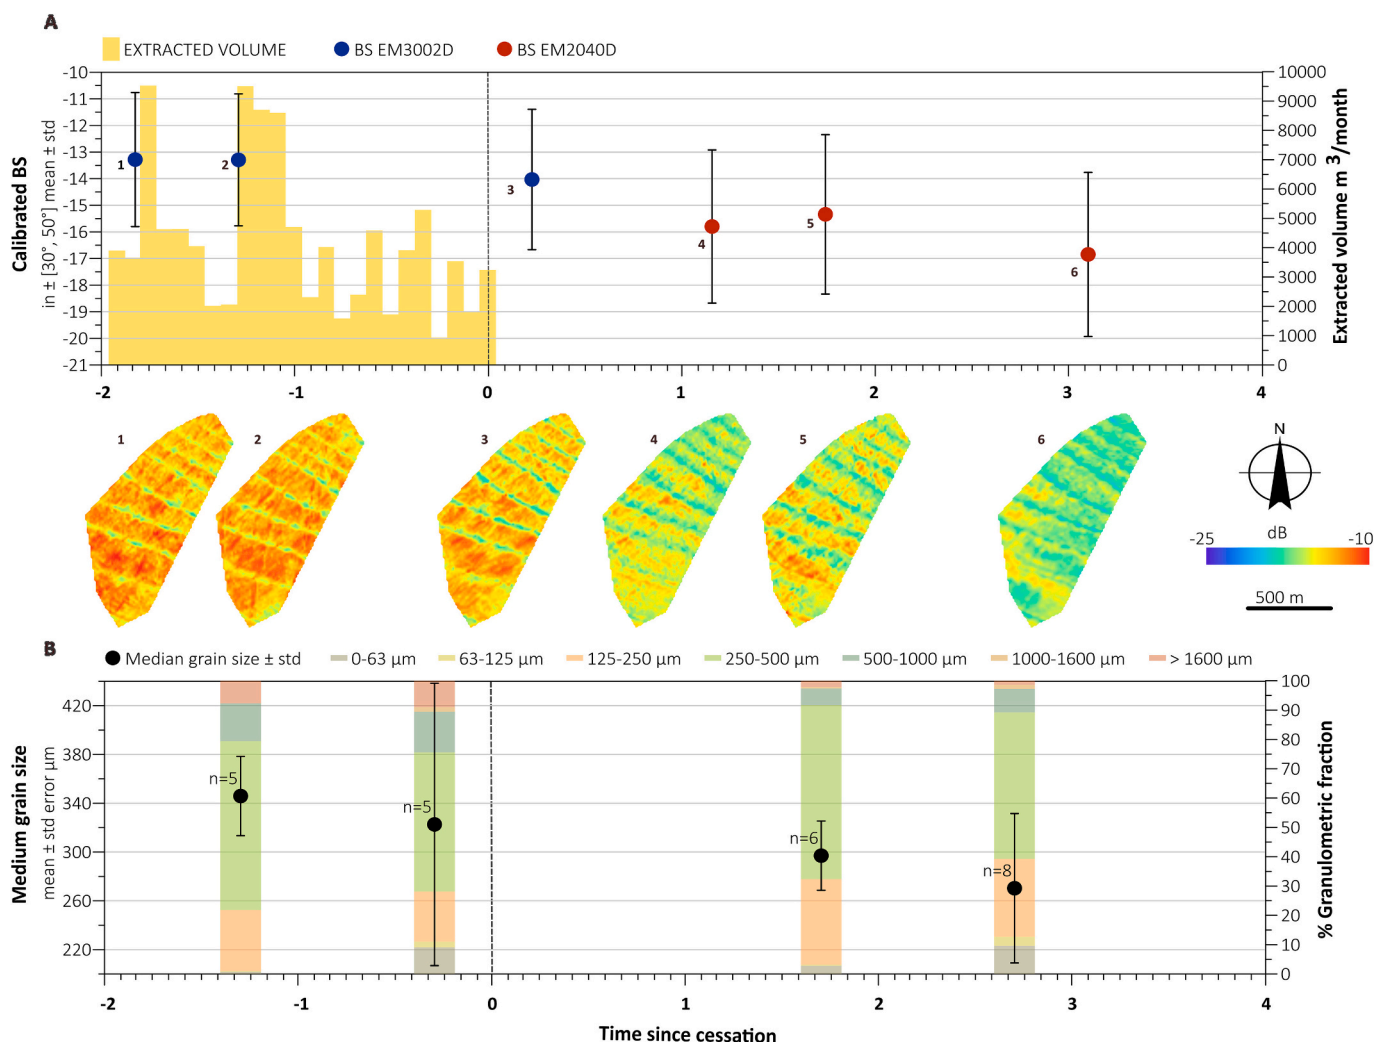 A
EXTRACTED VOLUME BS EM3002D BS EM2040D
Calibrated BS
in ± [30°, 50°] mean ± std
-10
-11
-12
-13
-14
-15
-16
-17
-18
-19
-20
-21
1
2
3
4
5
6
10000
9000
8000
7000
6000
5000
4000
3000
2000
1000
0
Extracted volume m³/month
-2 -1 0 1 2 3 4
1 2 3 4 5 6
N
-25 dB -10
500 m
B
Median grain size ± std 0-63 µm 63-125 µm 125-250 µm 250-500 µm 500-1000 µm 1000-1600 µm > 1600 µm
Medium grain size
mean ± std error µm
420
380
340
300
260
220
n=5
n=5
n=6
n=8
100
90
80
70
60
50
40
30
20
10
0
% Granulometric fraction
-2 -1 0 1 2 3 4
Time since cessation